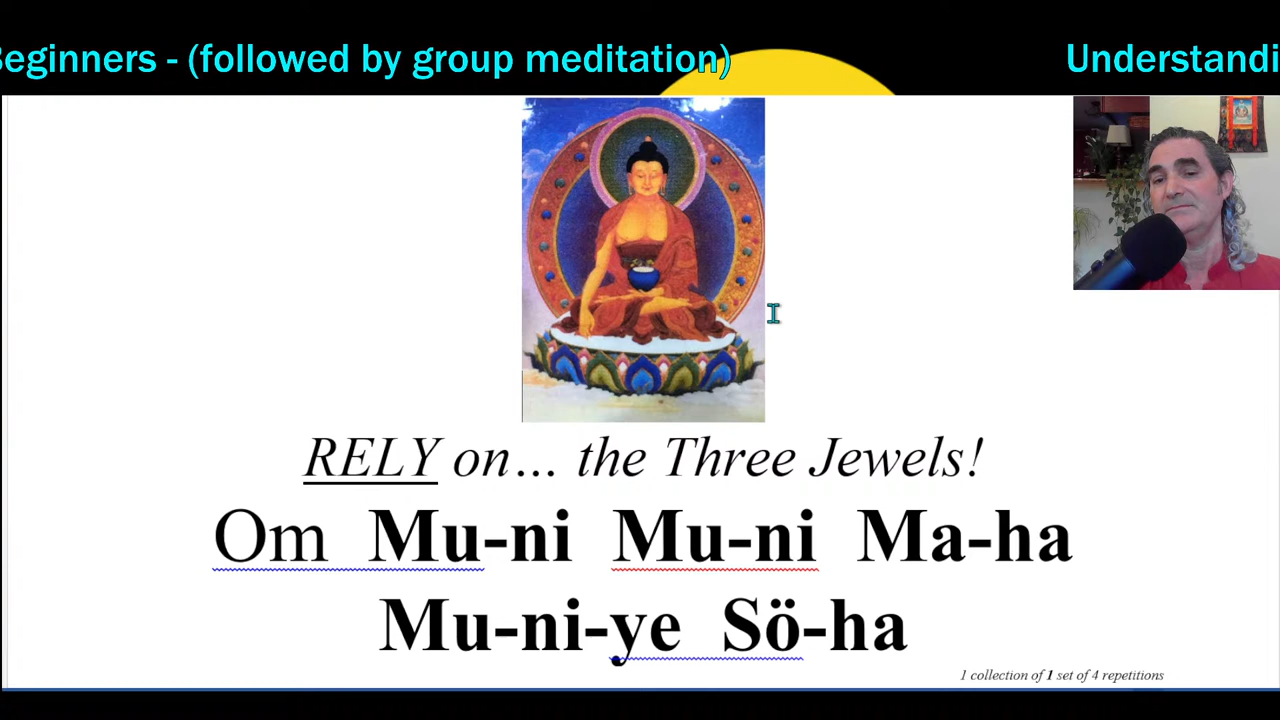 Beginners - (followed by group meditation) Understandi
RELY on… the Three Jewels!
Om Mu-ni Mu-ni Ma-ha
Mu-ni-ye Sö-ha
1 collection of 1 set of 4 repetitions